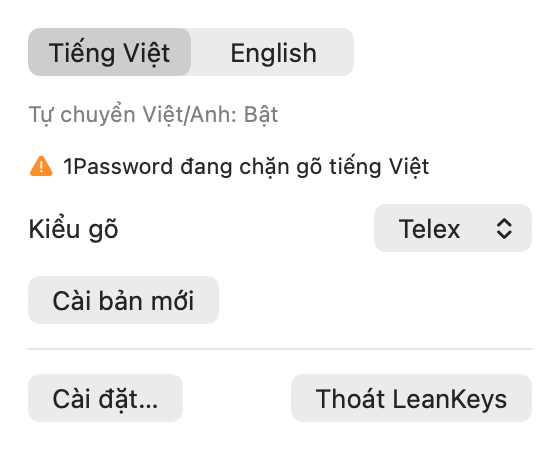 Tiếng Việt English
Tự chuyển Việt/Anh: Bật
1Password đang chặn gõ tiếng Việt
Kiểu gõ Telex
Cài bản mới
Cài đặt... Thoát LeanKeys